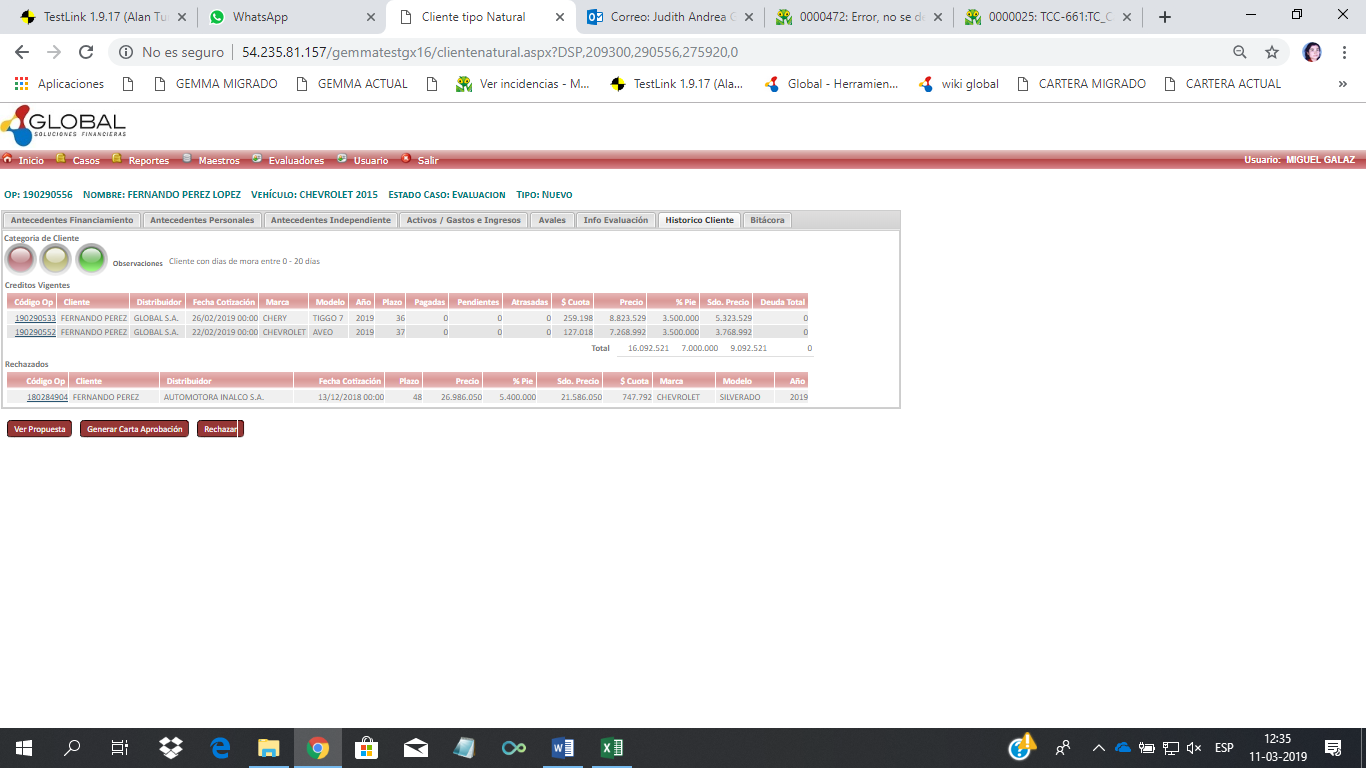 TestLink 1.9.17 (Alan Tu
WhatsApp
Cliente tipo Natural
Correo: Judith Andrea G
0000472: Error, no se de
0000025: TCC-661:TC_C
No es seguro
54.235.81.157/gemmatestgx16/clientenatural.aspx?DSP,209300,290556,275920,0
Aplicaciones
GEMMA MIGRADO
GEMMA ACTUAL
Ver incidencias - M...
TestLink 1.9.17 (Ala...
Global - Herramien...
wiki global
CARTERA MIGRADO
CARTERA ACTUAL
»
GLOBAL
SOLUCIONES FINANCIERAS
Inicio Casos Reportes Maestros Evaluadores Usuario Salir
Usuario: MIGUEL GALAZ
Op: 190290556 Nombre: FERNANDO PEREZ LOPEZ Vehículo: CHEVROLET 2015 Estado Caso: Evaluacion Tipo: Nuevo
Antecedentes Financiamiento Antecedentes Personales Antecedentes Independiente Activos / Gastos e Ingresos Avales Info Evaluación Historico Cliente Bitácora
Categoria de Cliente
Observaciones Cliente con días de mora entre 0 - 20 días
Creditos Vigentes
Código Op Cliente Distribuidor Fecha Cotización Marca Modelo Año Plazo Pagadas Pendientes Atrasadas $ Cuota Precio % Pie Sdo. Precio Deuda Total
190290533 FERNANDO PEREZ GLOBAL S.A. 26/02/2019 00:00 CHERY TIGGO 7 2019 36 0 0 0 259.198 8.823.529 3.500.000 5.323.529 0
190290552 FERNANDO PEREZ GLOBAL S.A. 22/02/2019 00:00 CHEVROLET AVEO 2019 37 0 0 0 127.018 7.268.992 3.500.000 3.768.992 0
Total 16.092.521 7.000.000 9.092.521 0
Rechazados
Código Op Cliente Distribuidor Fecha Cotización Plazo Precio % Pie Sdo. Precio $ Cuota Marca Modelo Año
180284904 FERNANDO PEREZ AUTOMOTORA INALCO S.A. 13/12/2018 00:00 48 26.986.050 5.400.000 21.586.050 747.792 CHEVROLET SILVERADO 2019
Ver Propuesta Generar Carta Aprobación Rechazar
ESP
12:35
11-03-2019